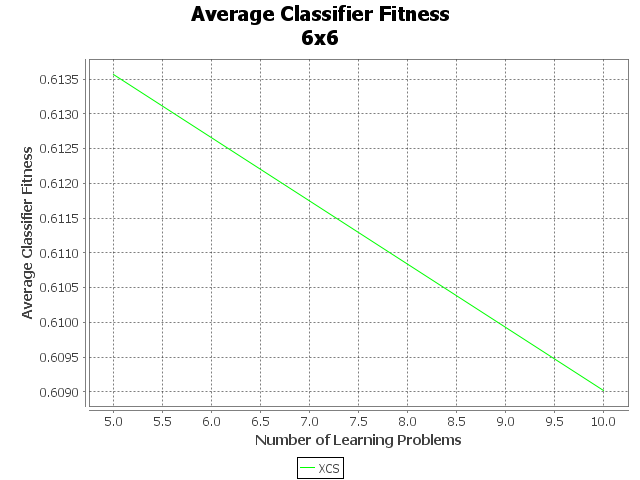 Average Classifier Fitness
6x6
Average Classifier Fitness
0.6135
0.6130
0.6125
0.6120
0.6115
0.6110
0.6105
0.6100
0.6095
0.6090
5.0 5.5 6.0 6.5 7.0 7.5 8.0 8.5 9.0 9.5 10.0
Number of Learning Problems
XCS